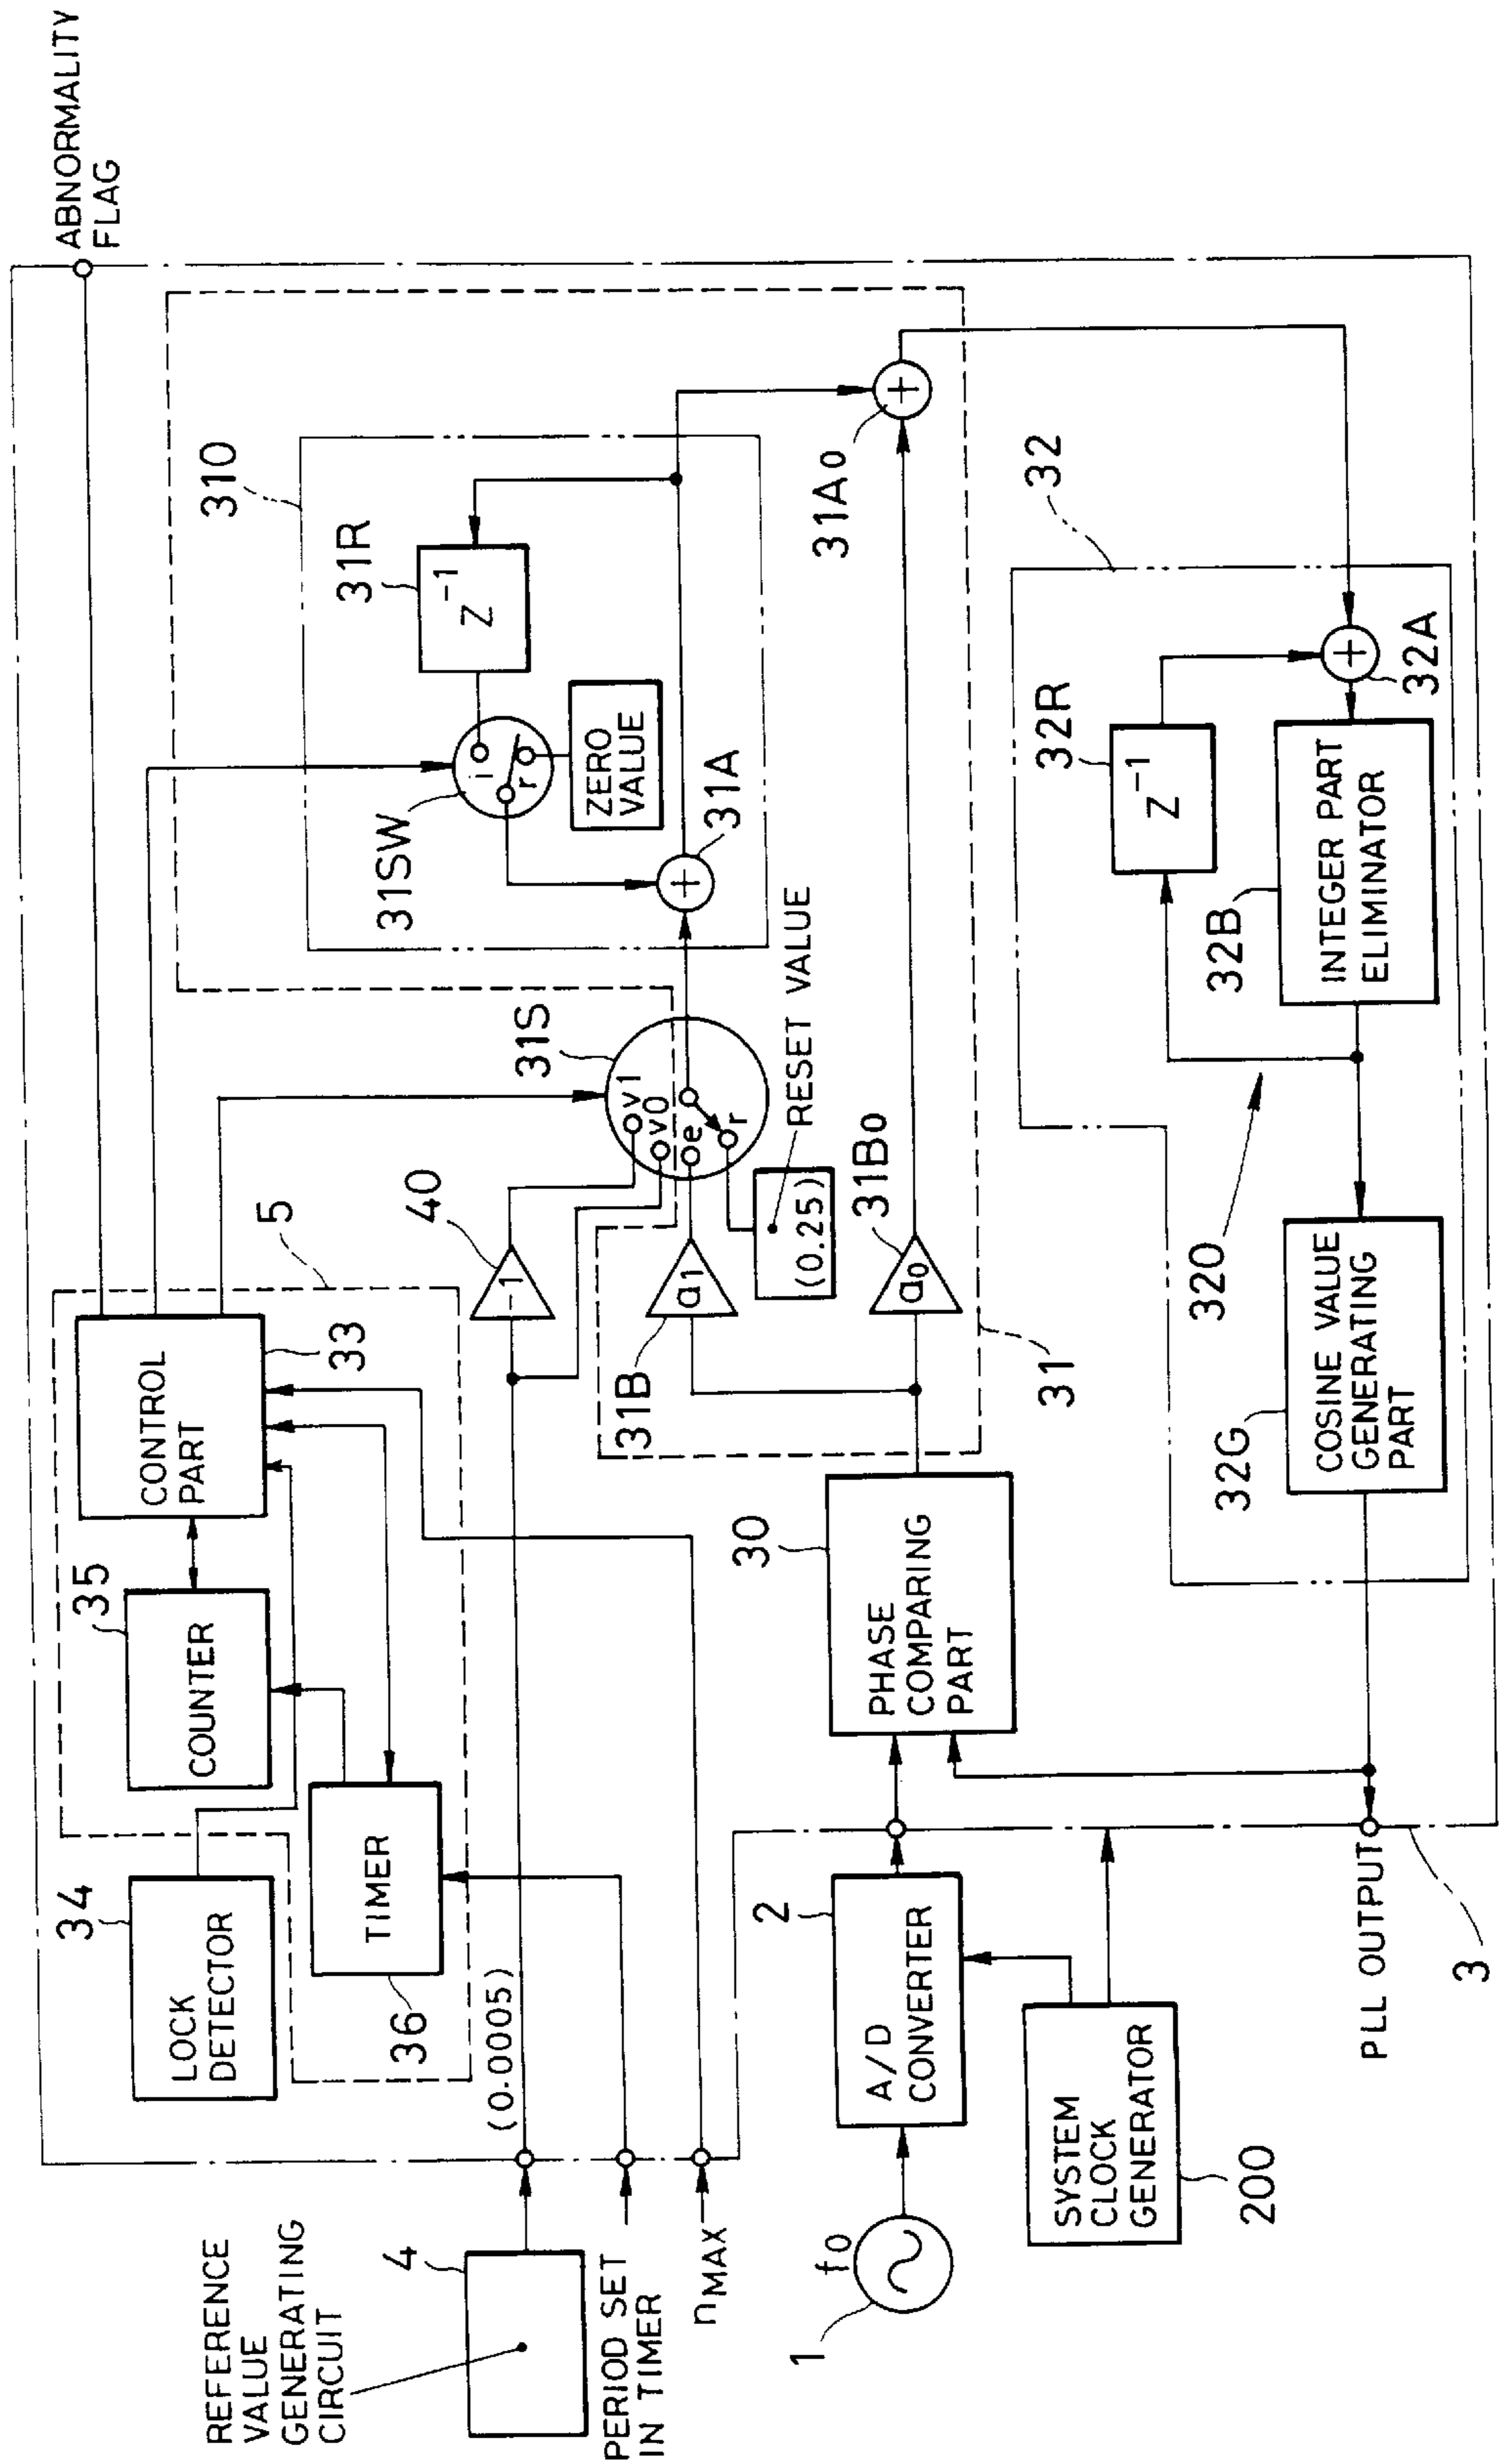 ABNORMALITY
FLAG
5
CONTROL
PART
33
35
COUNTER
34
LOCK
DETECTOR
TIMER
36
(0.0005)
REFERENCE
VALUE
GENERATING
CIRCUIT
4
PERIOD SET
IN TIMER
nMAX
40
-1
310
31R
Z-1
31SW
i
r
ZERO
VALUE
31A
31S
v1
v0
e
r
RESET VALUE
(0.25)
31B
a1
31B0
a0
31A0
31
30
PHASE
COMPARING
PART
2
A/D
CONVERTER
f0
1
SYSTEM
CLOCK
GENERATOR
200
32
32R
Z-1
32A
32B
INTEGER PART
ELIMINATOR
320
32G
COSINE VALUE
GENERATING
PART
PLL OUTPUT
3